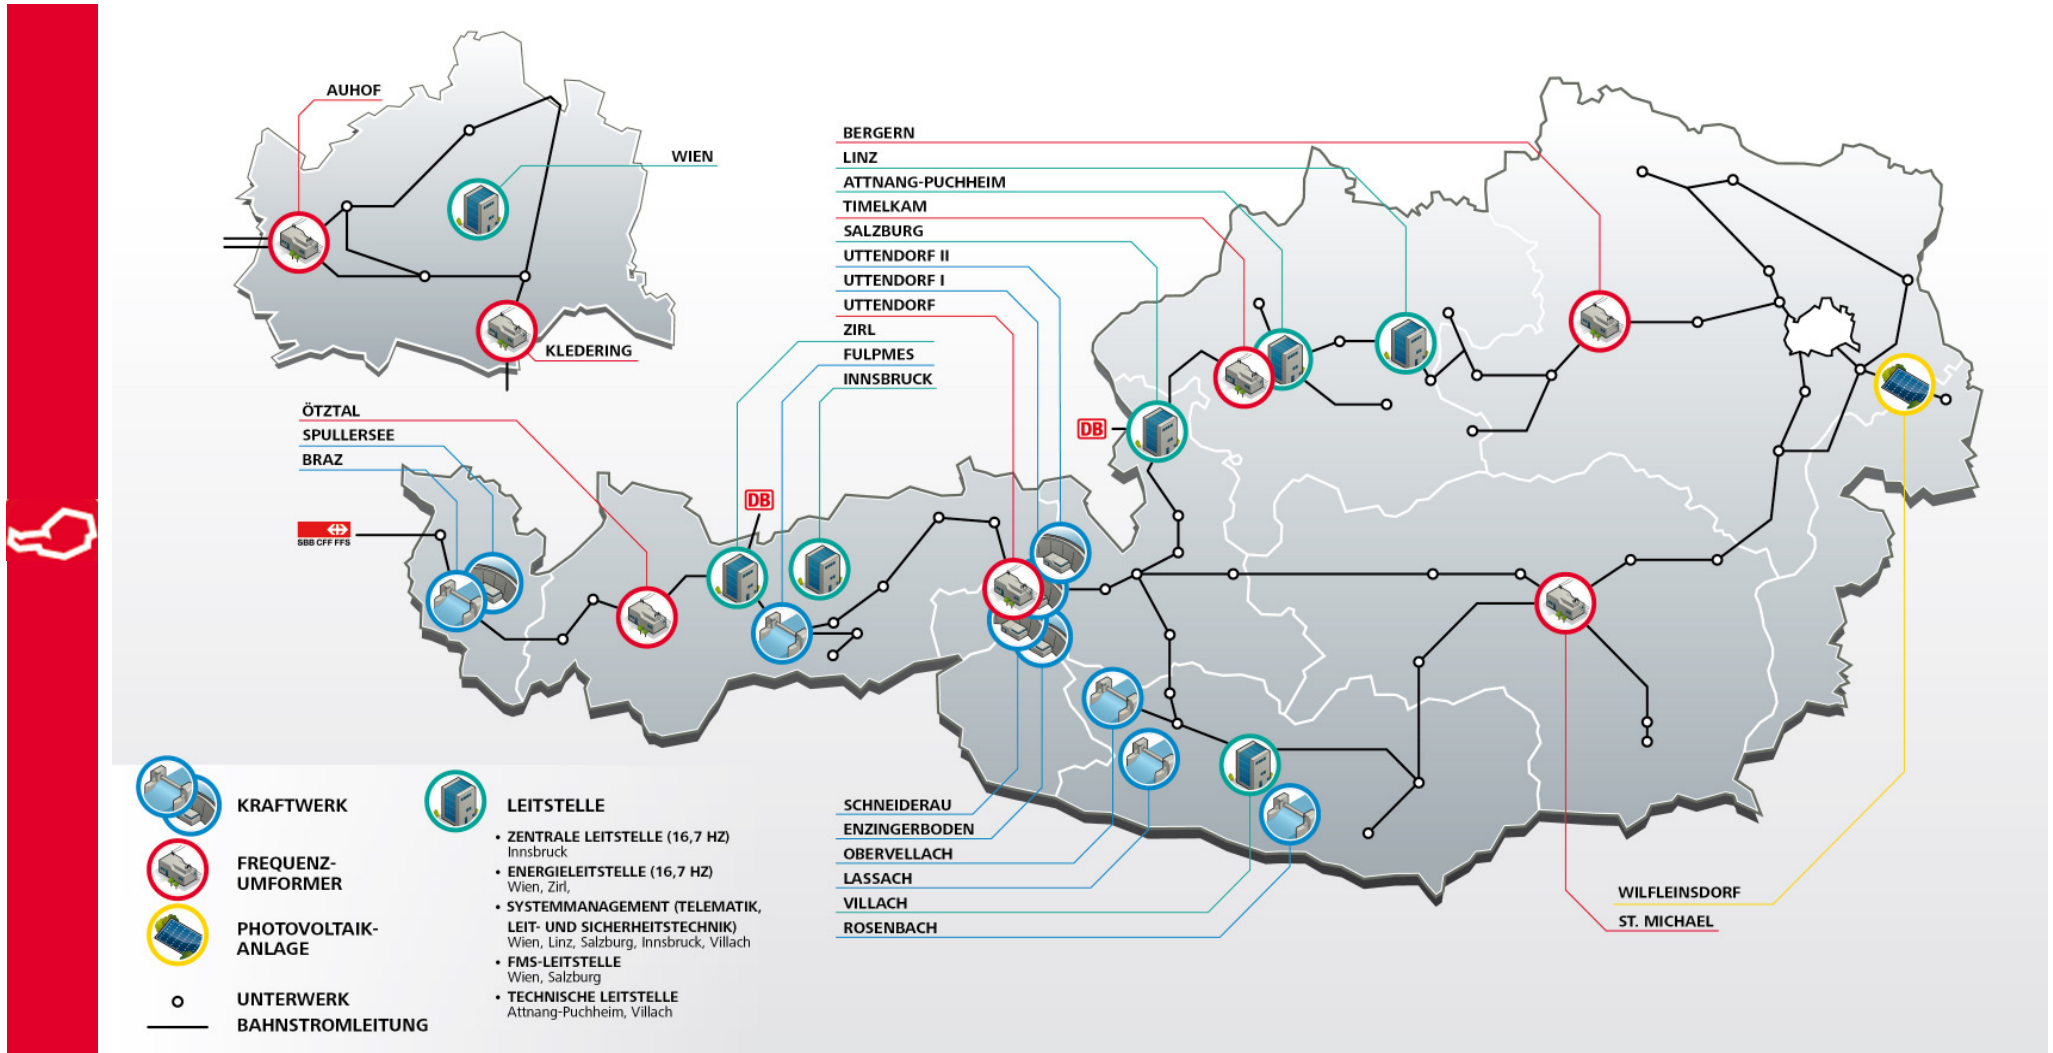 AUHOF
WIEN
KLEDERING
BERGERN
LINZ
ATTNANG-PUCHHEIM
TIMELKAM
SALZBURG
UTTENDORF II
UTTENDORF I
UTTENDORF
ZIRL
FULPMES
INNSBRUCK
ÖTZTAL
SPULLERSEE
BRAZ
DB
DB
SBB CFF FFS
SCHNEIDERAU
ENZINGERBODEN
OBERVELLACH
LASSACH
VILLACH
ROSENBACH
WILFLEINSDORF
ST. MICHAEL
KRAFTWERK
FREQUENZ-
UMFORMER
PHOTOVOLTAIK-
ANLAGE
UNTERWERK
BAHNSTROMLEITUNG
LEITSTELLE
• ZENTRALE LEITSTELLE (16,7 HZ)
Innsbruck
• ENERGIELEITSTELLE (16,7 HZ)
Wien, Zirl,
• SYSTEMMANAGEMENT (TELEMATIK,
LEIT- UND SICHERHEITSTECHNIK)
Wien, Linz, Salzburg, Innsbruck, Villach
• FMS-LEITSTELLE
Wien, Salzburg
• TECHNISCHE LEITSTELLE
Attnang-Puchheim, Villach